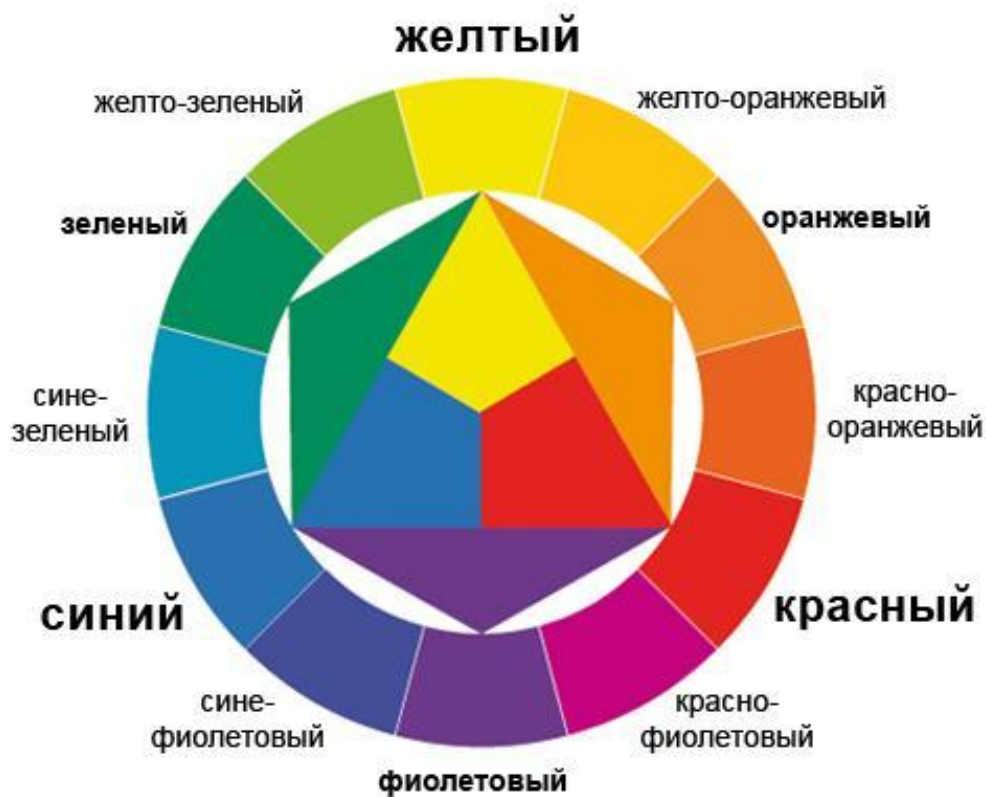 желтый
желто-зеленый
желто-оранжевый
зеленый
оранжевый
сине-
зеленый
красно-
оранжевый
синий
красный
сине-
фиолетовый
красно-
фиолетовый
фиолетовый